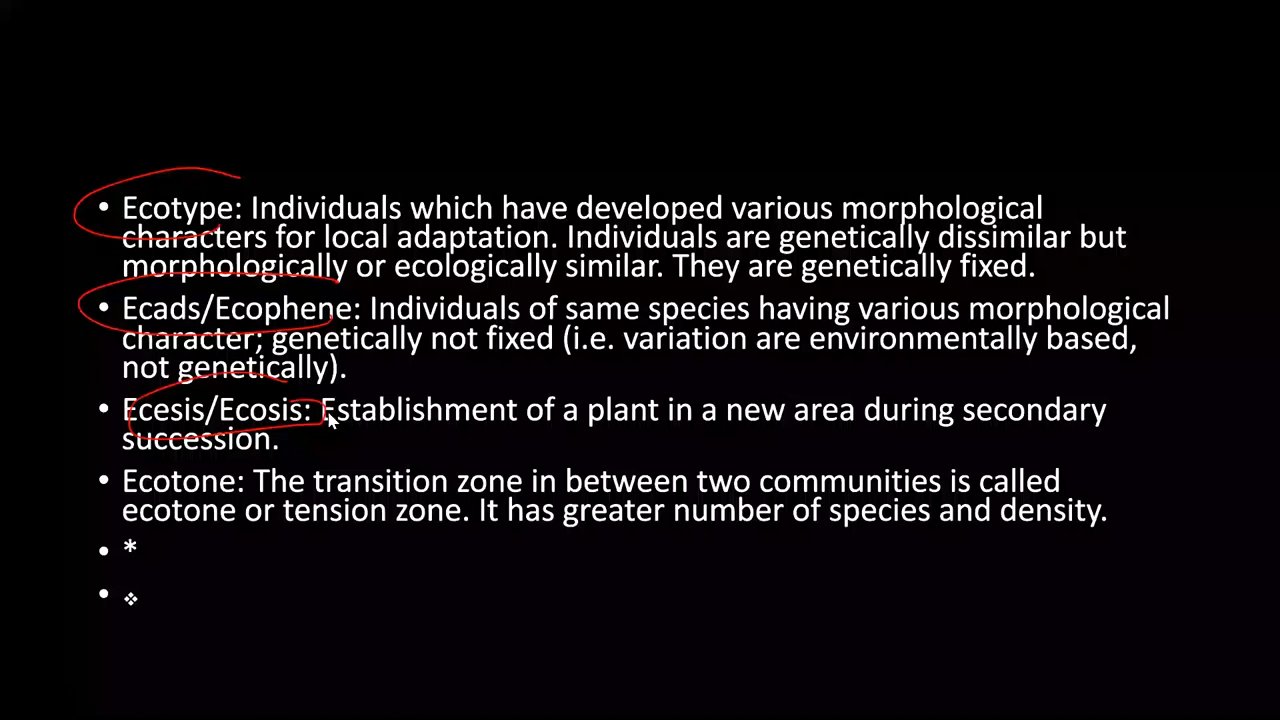 • Ecotype: Individuals which have developed various morphological
characters for local adaptation. Individuals are genetically dissimilar but
morphologically or ecologically similar. They are genetically fixed.
• Ecads/Ecophene: Individuals of same species having various morphological
character; genetically not fixed (i.e. variation are environmentally based,
not genetically).
• Ecesis/Ecosis: Establishment of a plant in a new area during secondary
succession.
• Ecotone: The transition zone in between two communities is called
ecotone or tension zone. It has greater number of species and density.
• *
• ❖